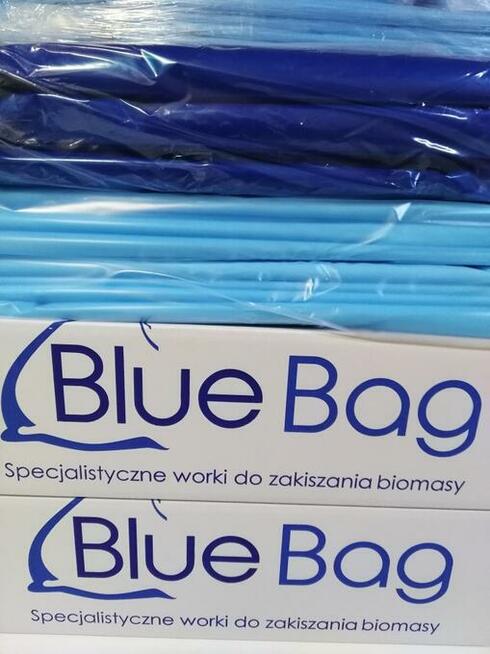 Blue Bag
Specjalistyczne worki do zakiszania biomasy
Blue Bag
Specjalistyczne worki do zakiszania biomasy